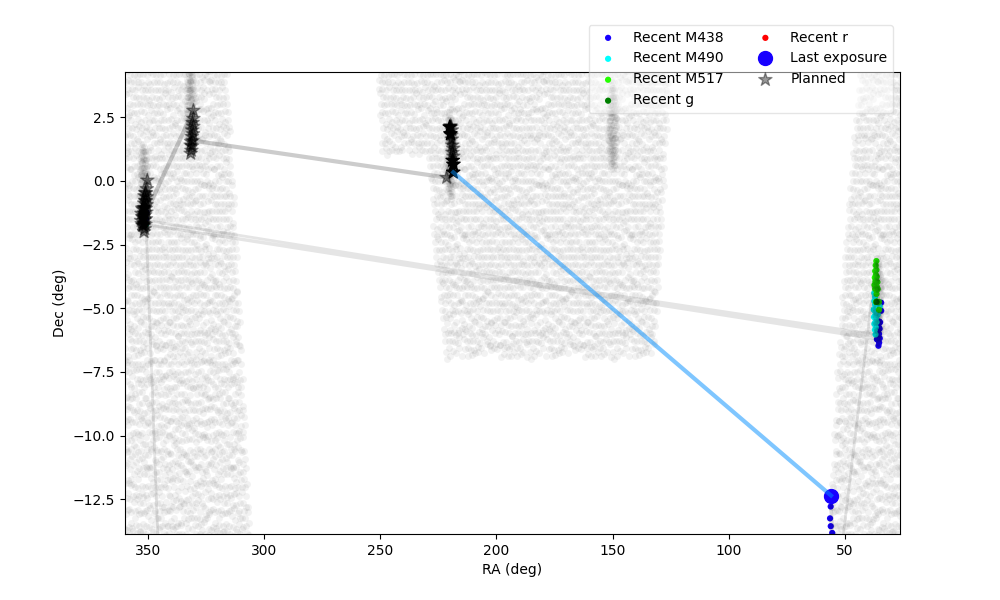 Recent M438
Recent M490
Recent M517
Recent g
Recent r
Last exposure
Planned
2.5
0.0
−2.5
−5.0
−7.5
−10.0
−12.5
Dec (deg)
350
300
250
200
150
100
50
RA (deg)